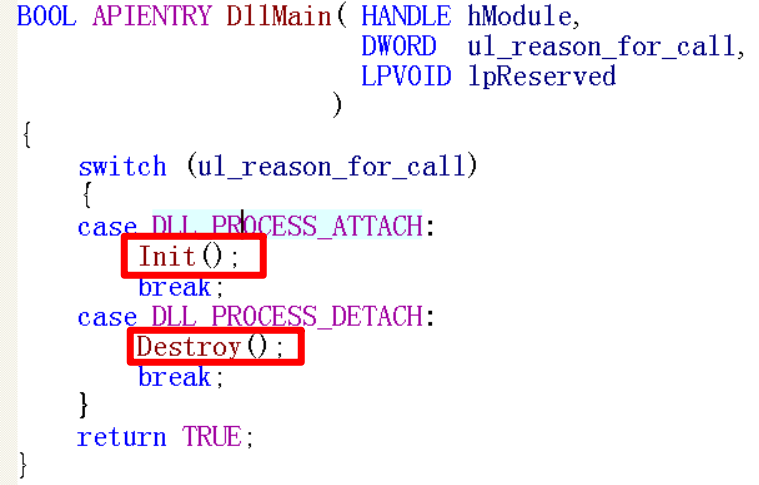 BOOL APIENTRY DllMain( HANDLE hModule,
DWORD ul_reason_for_call,
LPVOID lpReserved
)
{
switch (ul_reason_for_call)
{
case DLL_PROCESS_ATTACH:
Init();
break;
case DLL_PROCESS_DETACH:
Destroy();
break;
}
return TRUE;
}